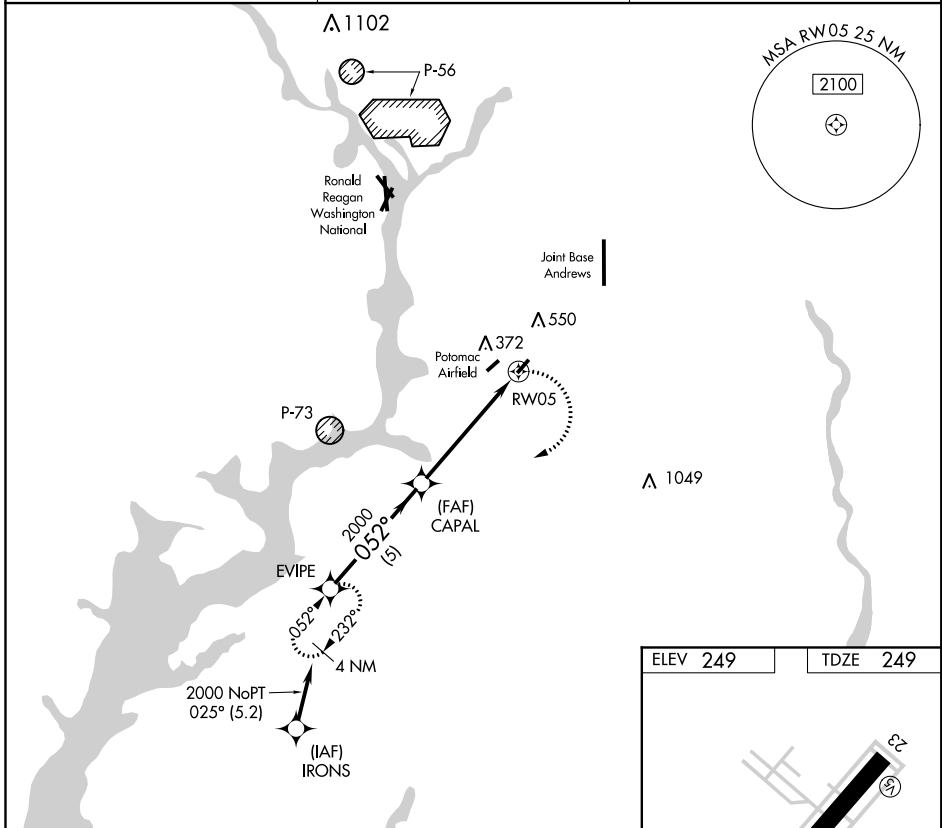 1102
P-56
MSA RW05 25 NM
2100
Ronald
Reagan
Washington
National
Joint Base
Andrews
550
372
Potomac
Airfield
RW05
P-73
1049
(FAF)
CAPAL
2000
052°
(5)
EVIPE
052°
232°
4 NM
2000 NoPT
025° (5.2)
(IAF)
IRONS
ELEV 249
TDZE 249
23
V5